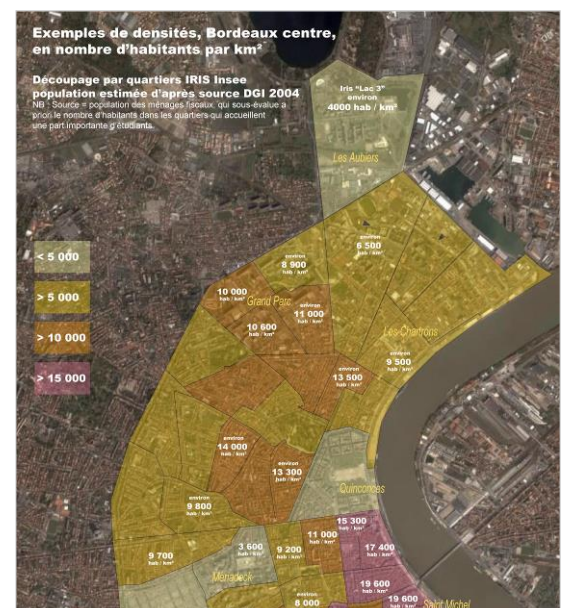 Exemples de densités, Bordeaux centre,
en nombre d'habitants par km²
Découpage par quartiers IRIS Insee
population estimée d'après source DGI 2004
NB : Source = population des ménages fiscaux, qui sous-évalue a
priori le nombre d'habitants dans les quartiers qui accueillent
une part importante d'étudiants.
Iris "Lac 3"
environ
4000 hab / km²
Les Aubiers
environ
6 500
hab / km²
environ
8 900
hab / km²
< 5 000
> 5 000
> 10 000
> 15 000
10 000
hab / km²
Grand Parc
environ
11 000
hab / km²
10 600
hab / km²
Les Chartrons
environ
9 500
hab / km²
environ
13 500
hab / km²
environ
14 000
hab / km²
environ
13 300
hab / km²
Quinconces
environ
9 800
hab / km²
15 300
hab / km²
11 000
hab / km²
17 400
hab / km²
3 600
hab / km²
9 200
hab / km²
9 700
hab / km²
Mériadeck
19 600
hab / km²
environ
8 000
19 600
hab / km²
Saint Michel